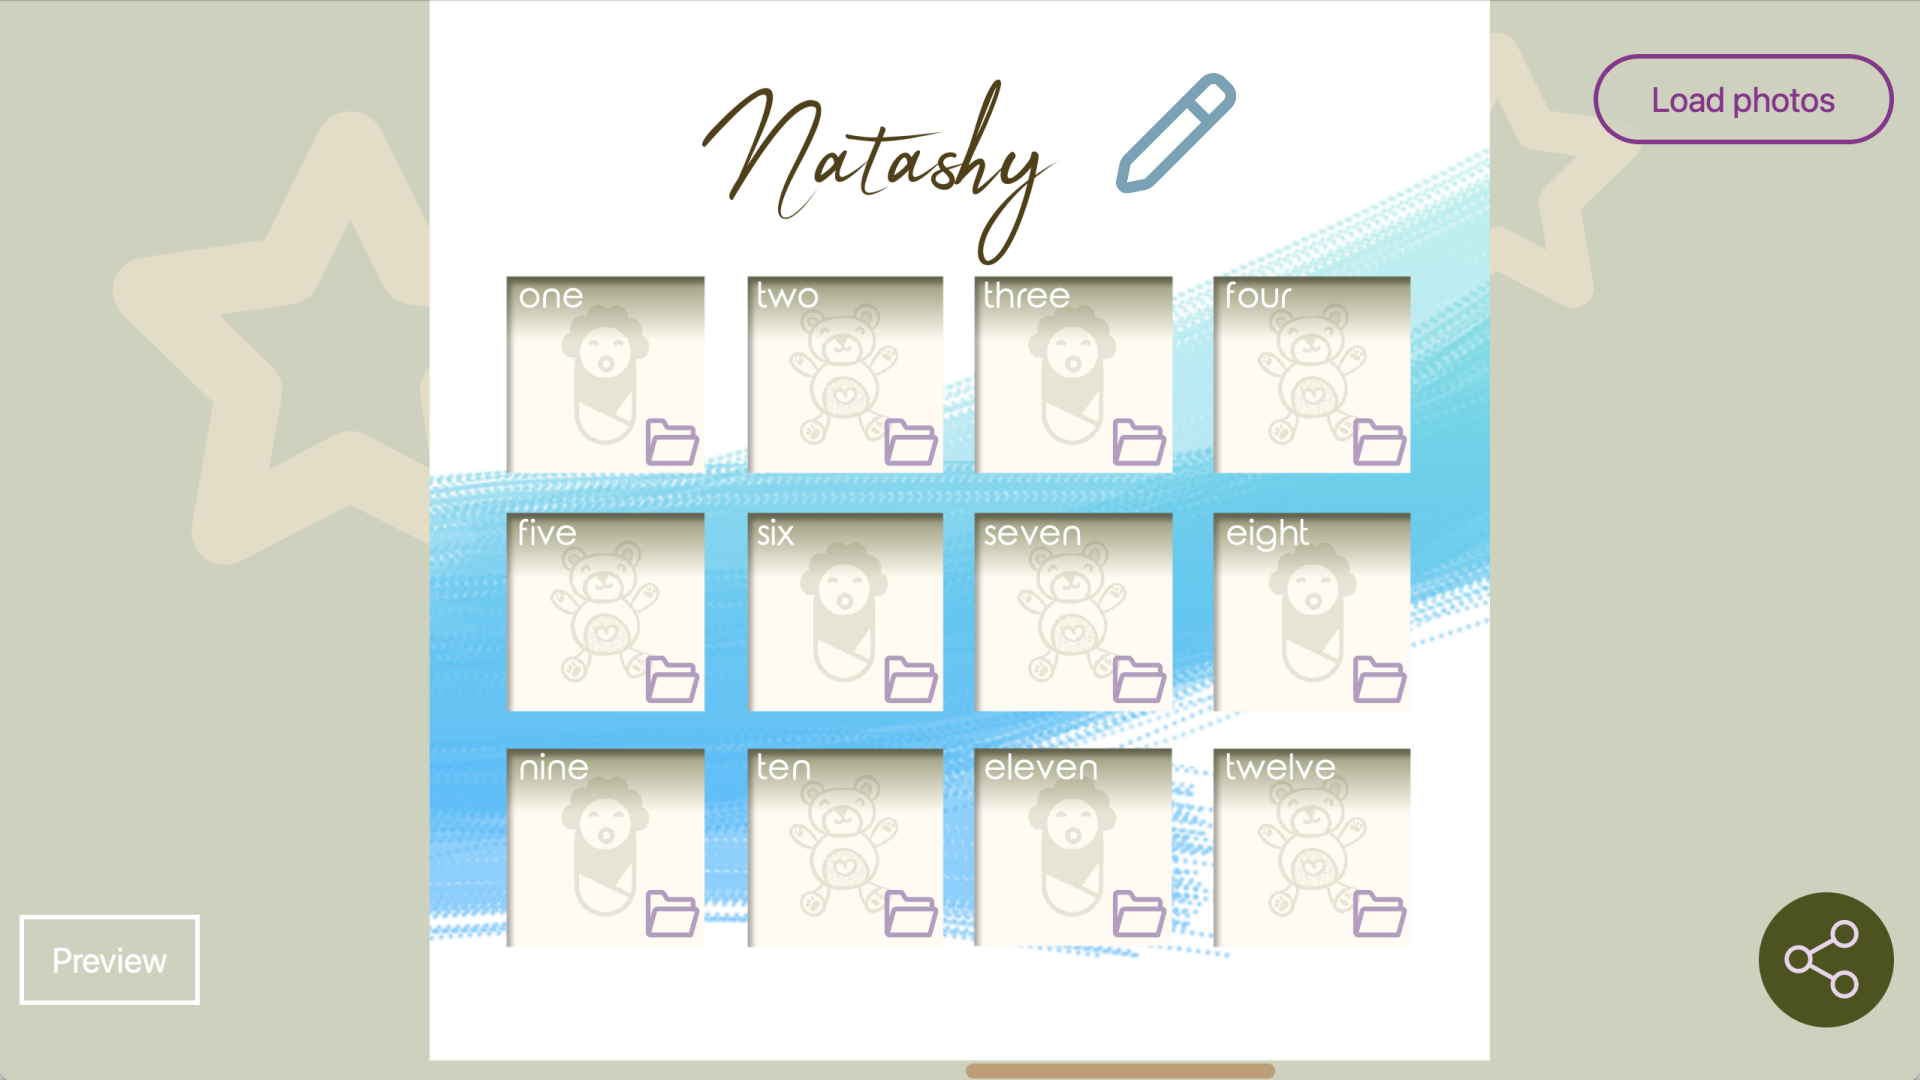 Natashy
Load photos
one two three four
five six seven eight
nine ten eleven twelve
Preview